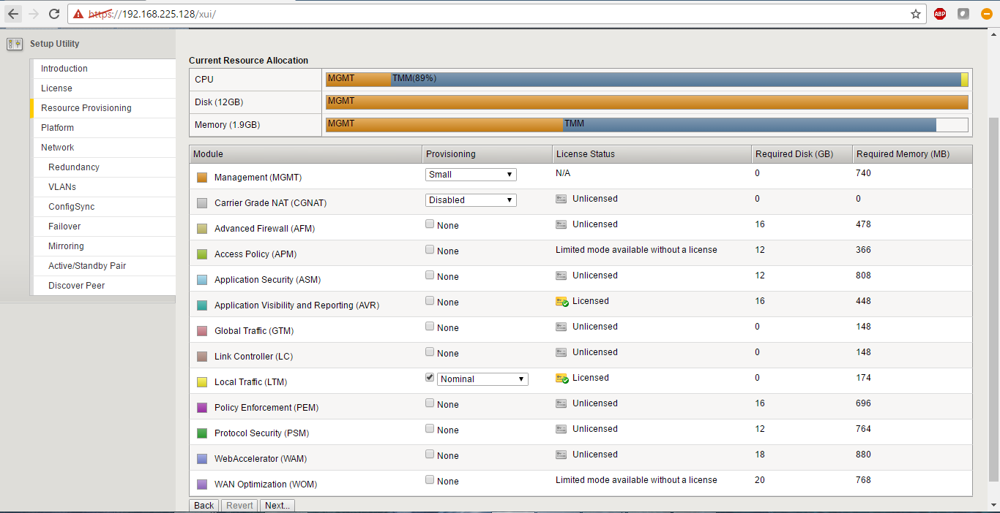 https://192.168.225.128/xui/
ABP
Setup Utility
Introduction
License
Resource Provisioning
Platform
Network
Redundancy
VLANs
ConfigSync
Failover
Mirroring
Active/Standby Pair
Discover Peer
Current Resource Allocation
CPU MGMT TMM(89%)
Disk (12GB) MGMT
Memory (1.9GB) MGMT TMM
Module Provisioning License Status Required Disk (GB) Required Memory (MB)
Management (MGMT) Small N/A 0 740
Carrier Grade NAT (CGNAT) Disabled Unlicensed 0 0
Advanced Firewall (AFM) None Unlicensed 16 478
Access Policy (APM) None Limited mode available without a license 12 366
Application Security (ASM) None Unlicensed 12 808
Application Visibility and Reporting (AVR) None Licensed 16 448
Global Traffic (GTM) None Unlicensed 0 148
Link Controller (LC) None Unlicensed 0 148
Local Traffic (LTM) Nominal Licensed 0 174
Policy Enforcement (PEM) None Unlicensed 16 696
Protocol Security (PSM) None Unlicensed 12 764
WebAccelerator (WAM) None Unlicensed 18 880
WAN Optimization (WOM) None Limited mode available without a license 20 768
Back Revert Next...